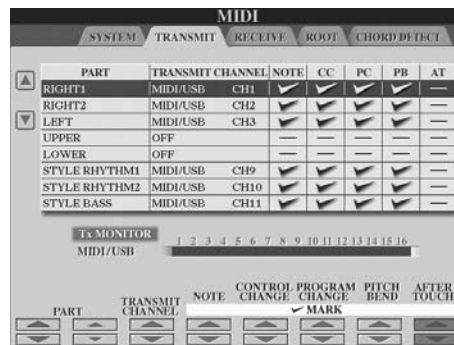 MIDI
SYSTEM TRANSMIT RECEIVE ROOT CHORD DETECT
PART TRANSMIT CHANNEL NOTE CC PC PB AT
RIGHT1 MIDI/USB CH1 ✓ ✓ ✓ ✓ —
RIGHT2 MIDI/USB CH2 ✓ ✓ ✓ ✓ —
LEFT MIDI/USB CH3 ✓ ✓ ✓ ✓ —
UPPER OFF — — — — —
LOWER OFF — — — — —
STYLE RHYTHM1 MIDI/USB CH9 ✓ ✓ ✓ ✓ —
STYLE RHYTHM2 MIDI/USB CH10 ✓ ✓ ✓ ✓ —
STYLE BASS MIDI/USB CH11 ✓ ✓ ✓ ✓ —
Tx MONITOR 1 2 3 4 5 6 7 8 9 10 11 12 13 14 15 16
MIDI/USB
PART TRANSMIT CHANNEL NOTE CONTROL CHANGE PROGRAM CHANGE PITCH BEND AFTER TOUCH
✓ MARK